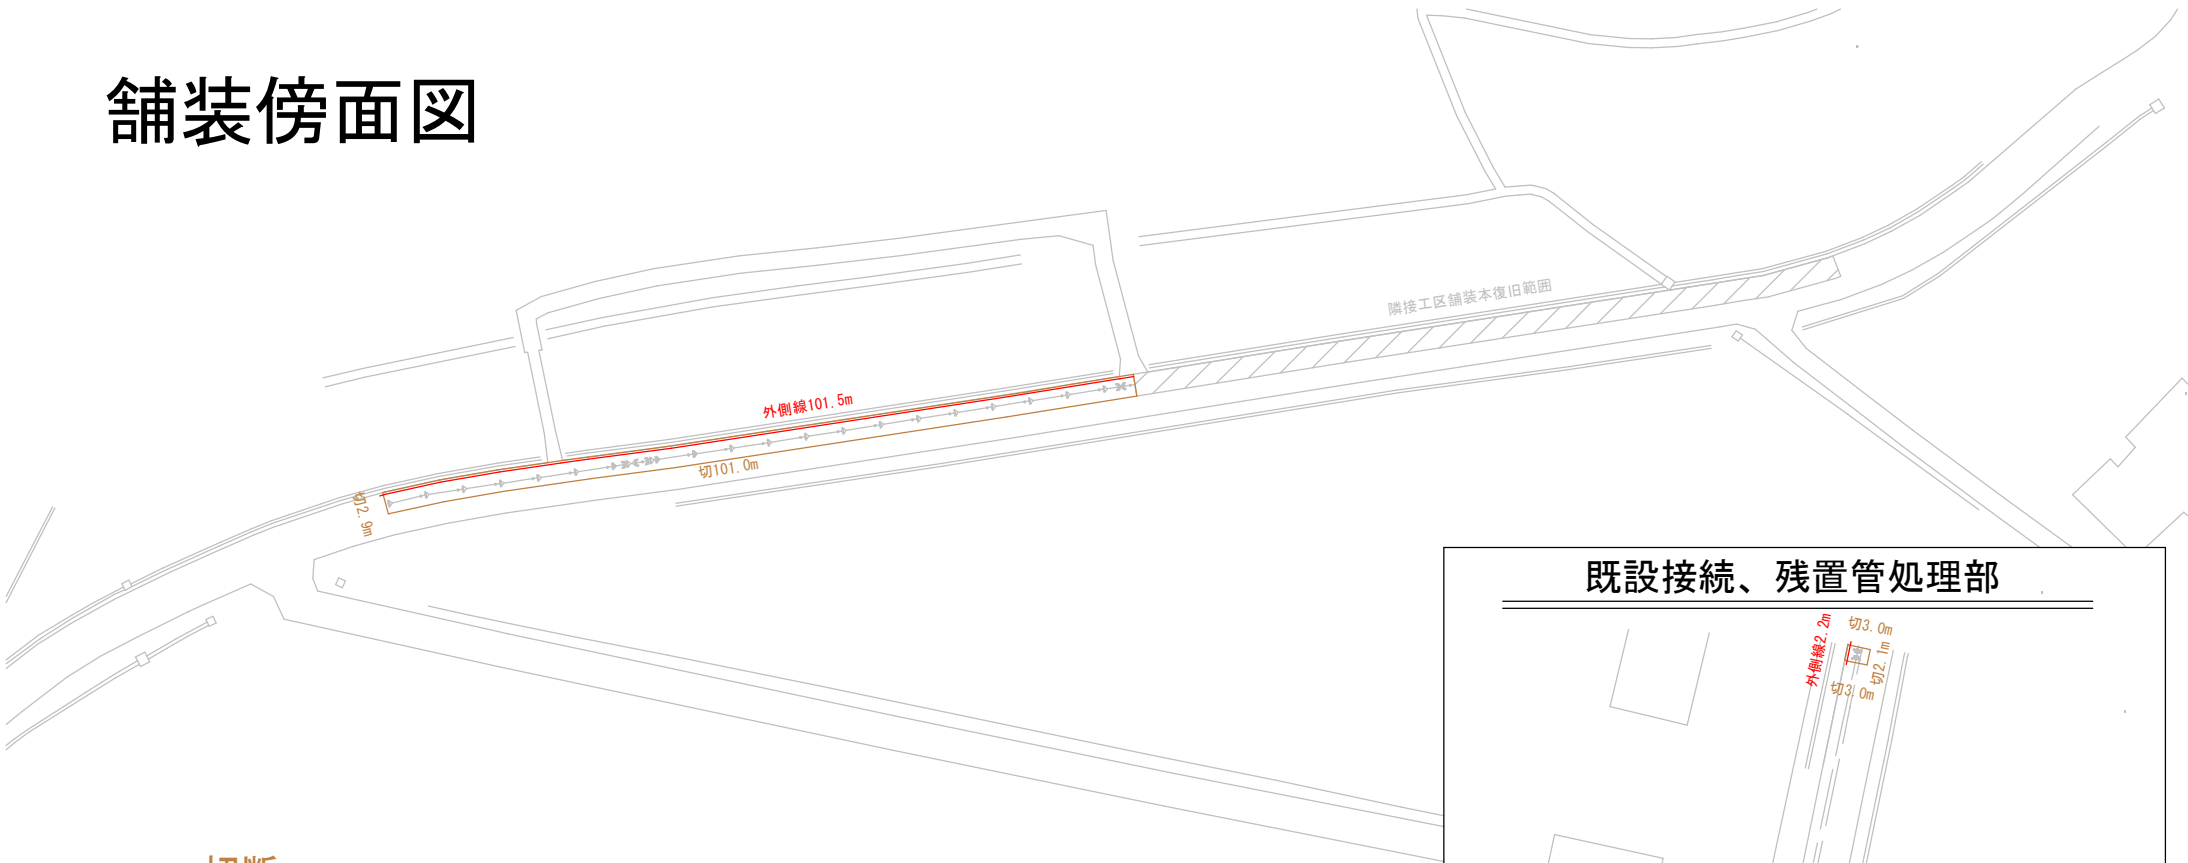 舗装傍面図
隣接工区舗装本復旧範囲
外側線101.5m
切101.0m
切2.9m
既設接続、残置管処理部
外側線2.2m
切3.0m
切2.1m
切3.0m
切断